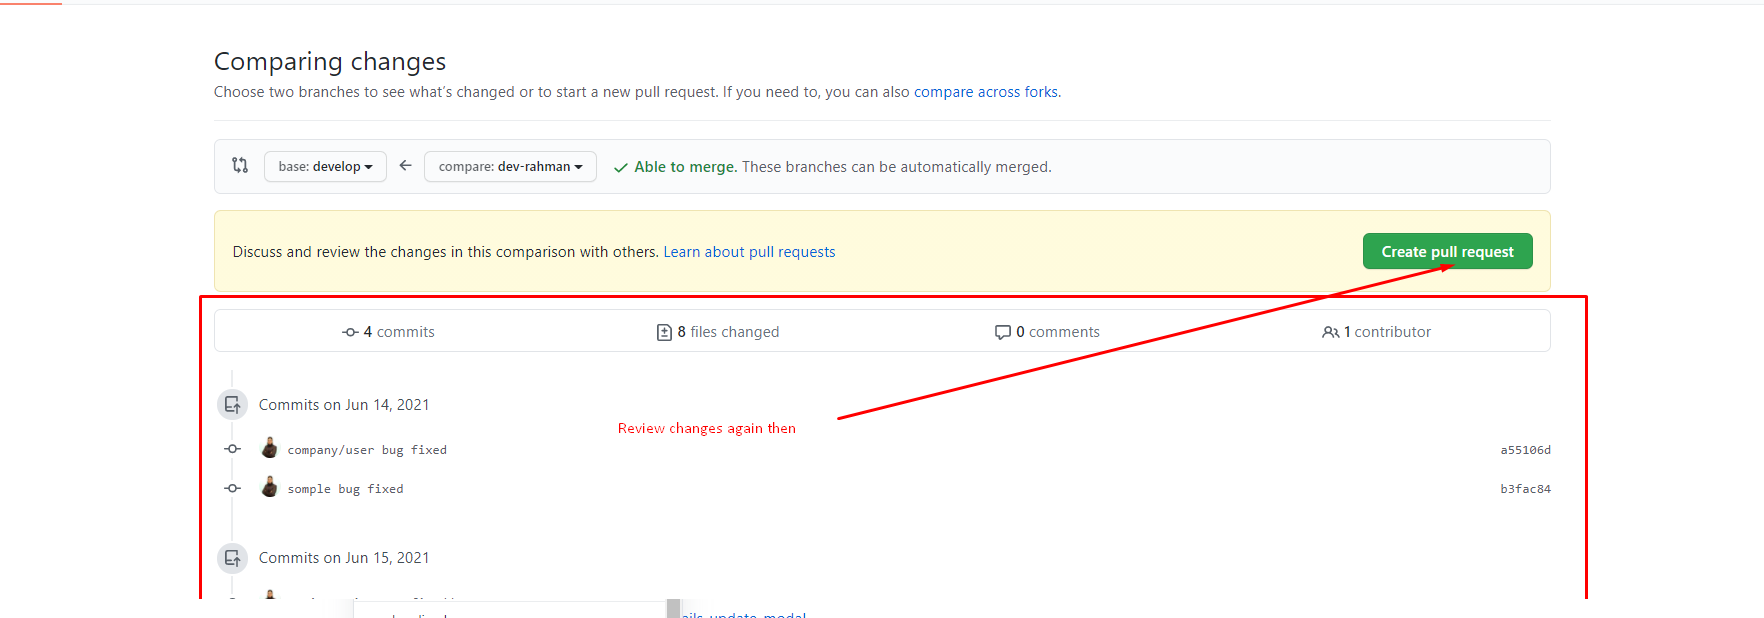 Comparing changes
Choose two branches to see what's changed or to start a new pull request. If you need to, you can also compare across forks.
base: develop compare: dev-rahman Able to merge. These branches can be automatically merged.
Discuss and review the changes in this comparison with others. Learn about pull requests Create pull request
4 commits 8 files changed 0 comments 1 contributor
Commits on Jun 14, 2021
Review changes again then
company/user bug fixed a55106d
somple bug fixed b3fac84
Commits on Jun 15, 2021